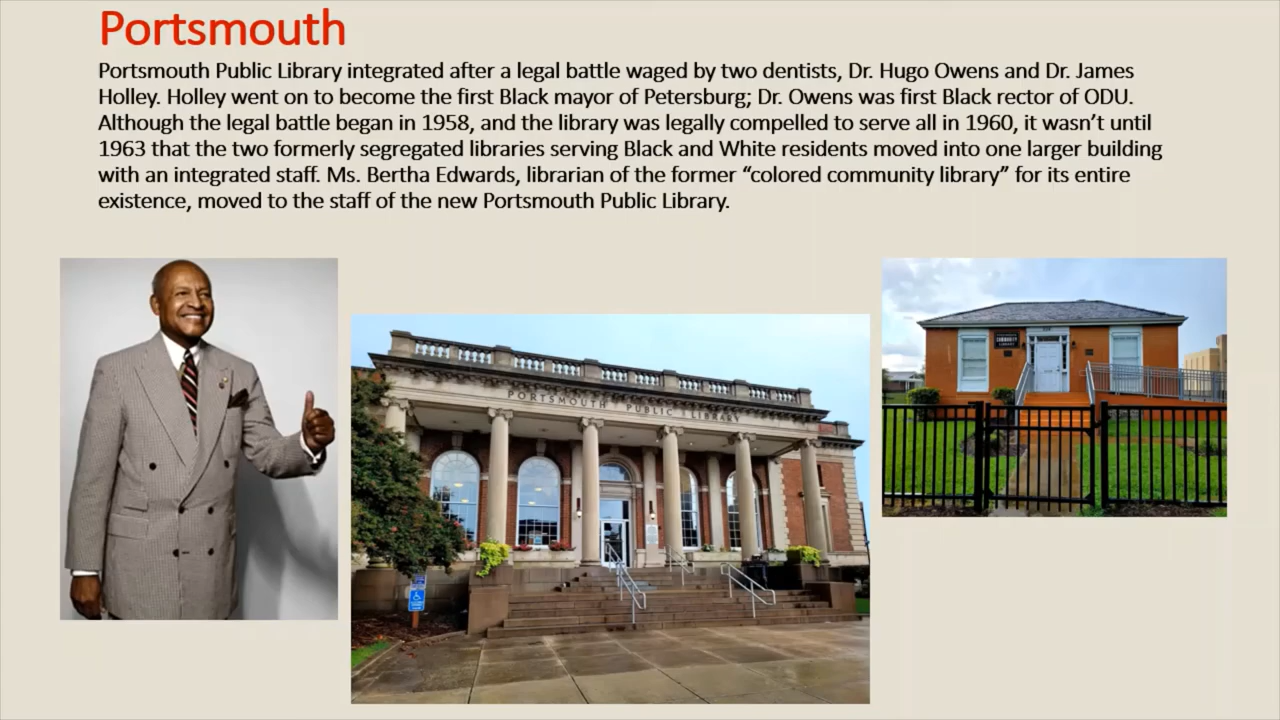 Portsmouth
Portsmouth Public Library integrated after a legal battle waged by two dentists, Dr. Hugo Owens and Dr. James
Holley. Holley went on to become the first Black mayor of Petersburg; Dr. Owens was first Black rector of ODU.
Although the legal battle began in 1958, and the library was legally compelled to serve all in 1960, it wasn’t until
1963 that the two formerly segregated libraries serving Black and White residents moved into one larger building
with an integrated staff. Ms. Bertha Edwards, librarian of the former “colored community library” for its entire
existence, moved to the staff of the new Portsmouth Public Library.
PORTSMOUTH PUBLIC LIBRARY
COMMUNITY
LIBRARY